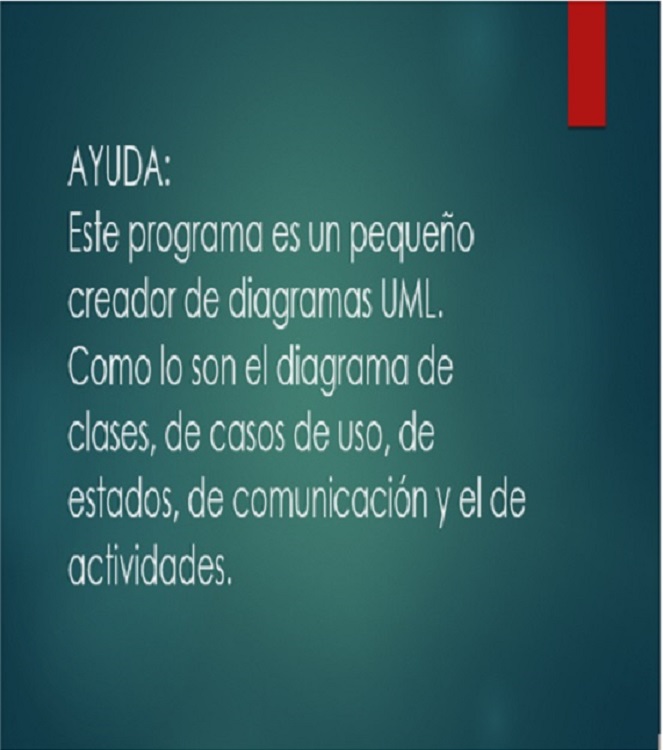 AYUDA:
Este programa es un pequeño
creador de diagramas UML.
Como lo son el diagrama de
clases, de casos de uso, de
estados, de comunicación y el de
actividades.